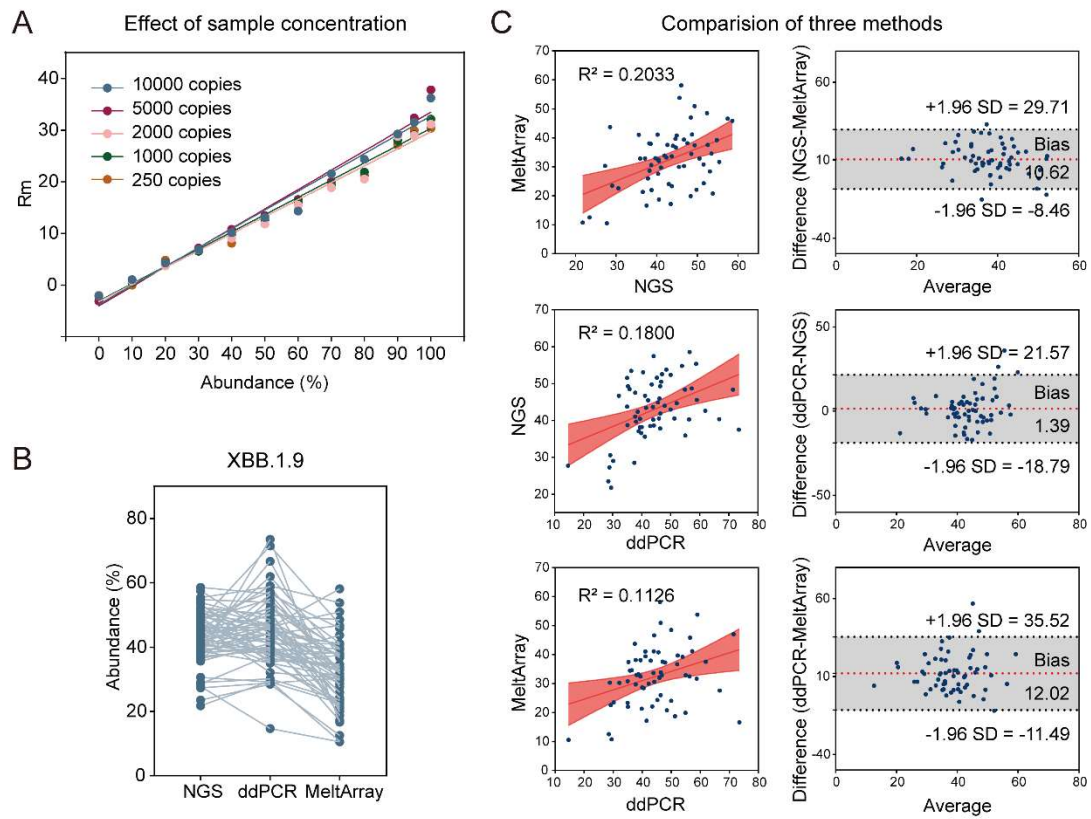 A
Effect of sample concentration
Rm
40
30
20
10
0
10000 copies
5000 copies
2000 copies
1000 copies
250 copies
0 10 20 30 40 50 60 70 80 90 100
Abundance (%)
B
XBB.1.9
Abundance (%)
80
60
40
20
0
NGS ddPCR MeltArray
C
Comparision of three methods
MeltArray
70
60
50
40
30
20
10
0
R² = 0.2033
20 30 40 50 60
NGS
Difference (NGS-MeltArray)
60
10
-40
+1.96 SD = 29.71
Bias
10.62
-1.96 SD = -8.46
0 20 40 60
Average
NGS
70
60
50
40
30
20
R² = 0.1800
10 20 30 40 50 60 70 80
ddPCR
Difference (ddPCR-NGS)
60
0
-60
+1.96 SD = 21.57
Bias
1.39
-1.96 SD = -18.79
0 20 40 60 80
Average
MeltArray
70
60
50
40
30
20
10
0
R² = 0.1126
10 20 30 40 50 60 70 80
ddPCR
Difference (ddPCR-MeltArray)
60
10
-40
+1.96 SD = 35.52
Bias
12.02
-1.96 SD = -11.49
0 20 40 60 80
Average